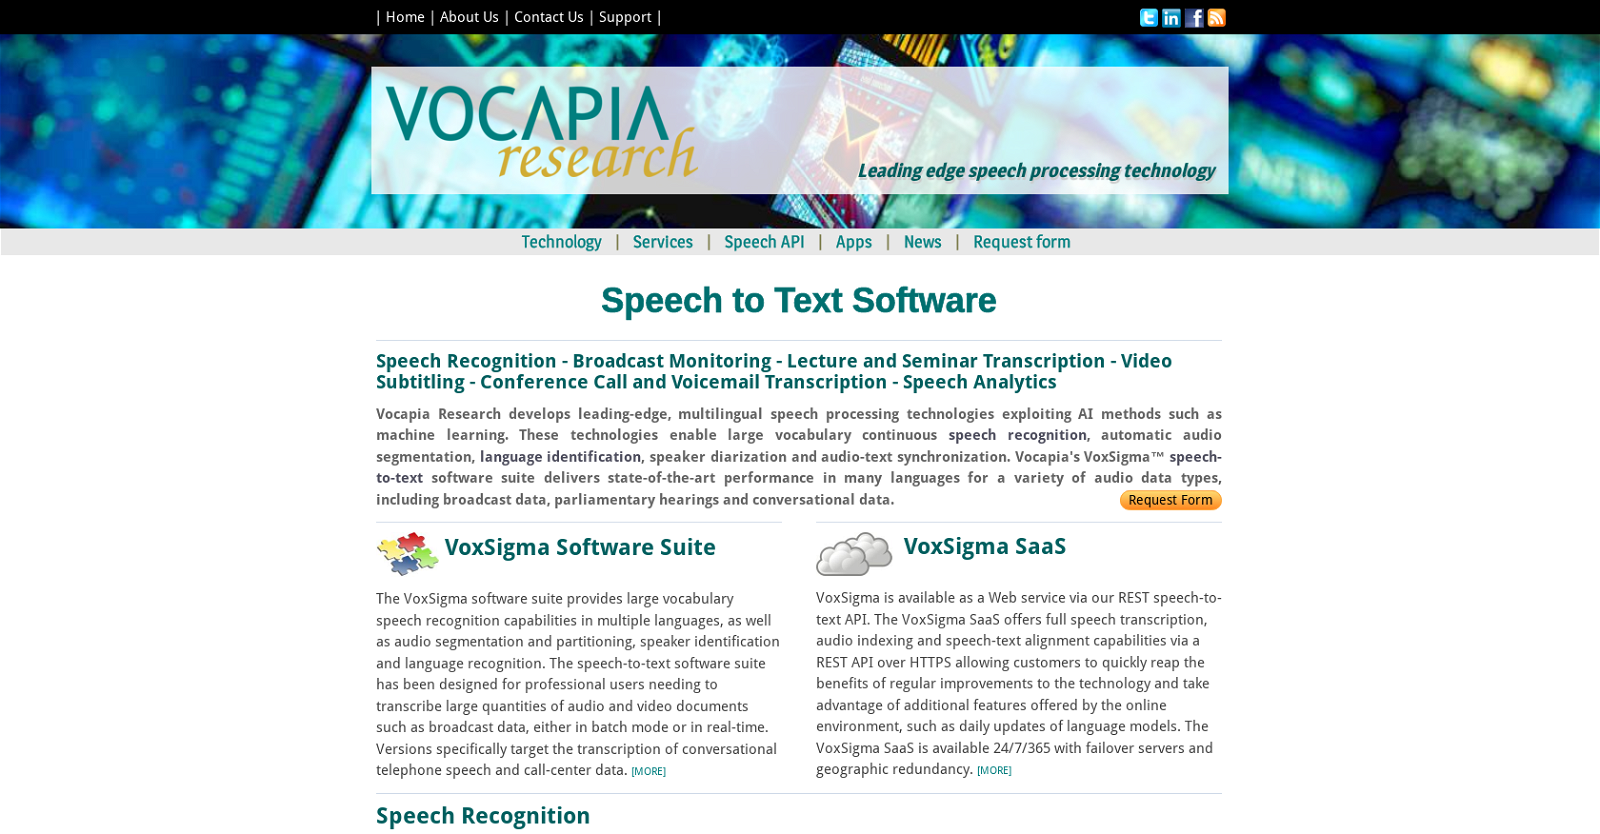 | Home | About Us | Contact Us | Support |
VOCAPIA
research
Leading edge speech processing technology
Technology | Services | Speech API | Apps | News | Request form
Speech to Text Software
Speech Recognition - Broadcast Monitoring - Lecture and Seminar Transcription - Video
Subtitling - Conference Call and Voicemail Transcription - Speech Analytics
Vocapia Research develops leading-edge, multilingual speech processing technologies exploiting AI methods such as
machine learning. These technologies enable large vocabulary continuous speech recognition, automatic audio
segmentation, language identification, speaker diarization and audio-text synchronization. Vocapia's VoxSigma™ speech-
to-text software suite delivers state-of-the-art performance in many languages for a variety of audio data types,
including broadcast data, parliamentary hearings and conversational data.
Request Form
VoxSigma Software Suite
The VoxSigma software suite provides large vocabulary
speech recognition capabilities in multiple languages, as well
as audio segmentation and partitioning, speaker identification
and language recognition. The speech-to-text software suite
has been designed for professional users needing to
transcribe large quantities of audio and video documents
such as broadcast data, either in batch mode or in real-time.
Versions specifically target the transcription of conversational
telephone speech and call-center data. [MORE]
VoxSigma SaaS
VoxSigma is available as a Web service via our REST speech-to-
text API. The VoxSigma SaaS offers full speech transcription,
audio indexing and speech-text alignment capabilities via a
REST API over HTTPS allowing customers to quickly reap the
benefits of regular improvements to the technology and take
advantage of additional features offered by the online
environment, such as daily updates of language models. The
VoxSigma SaaS is available 24/7/365 with failover servers and
geographic redundancy. [MORE]
Speech Recognition